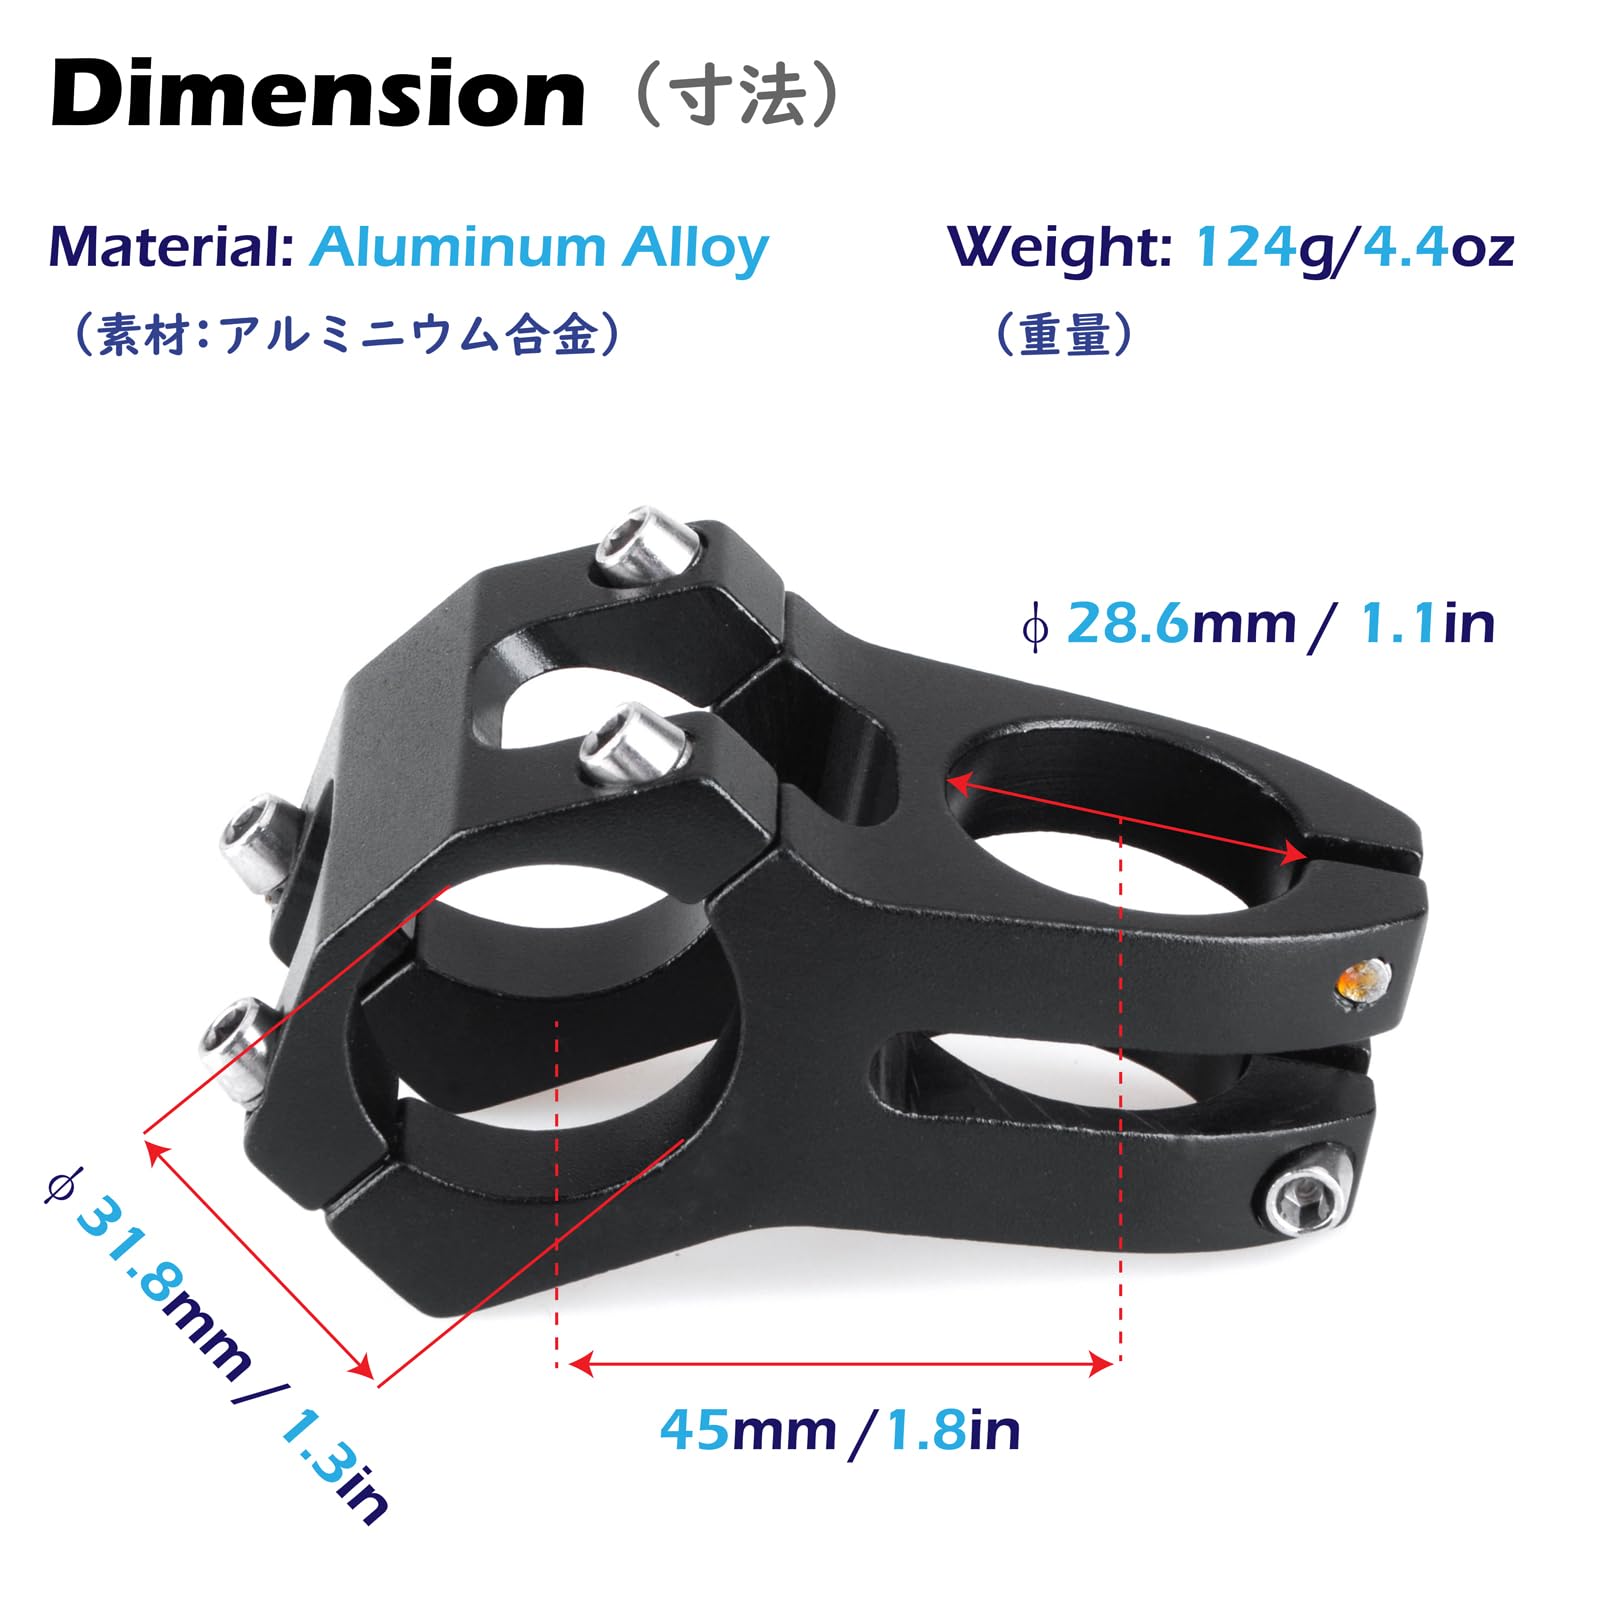 Dimension（寸法）
Material: Aluminum Alloy
（素材：アルミニウム合金）
Weight: 124g/4.4oz
（重量）
ϕ 28.6mm / 1.1in
ϕ 31.8mm / 1.3in
45mm /1.8in